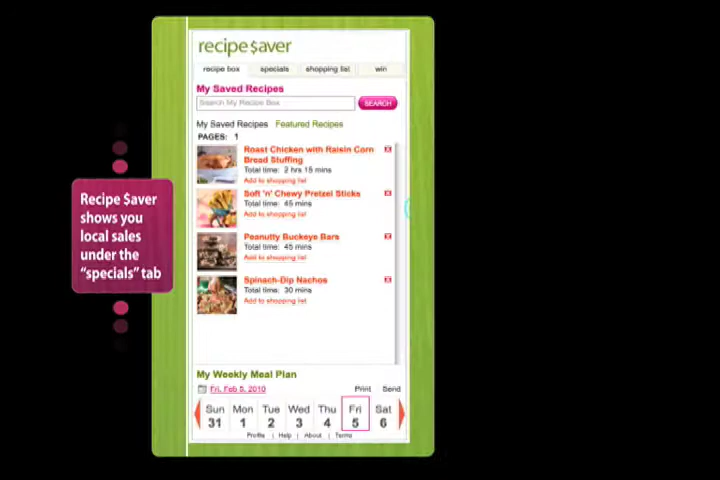 recipe $aver
recipe box
specials
shopping list
win
My Saved Recipes
Search My Recipe Box
SEARCH
My Saved Recipes
Featured Recipes
PAGES: 1
Roast Chicken with Raisin Corn
Bread Stuffing
Total time: 2 hrs 15 mins
Add to shopping list
Soft 'n' Chewy Pretzel Sticks
Total time: 45 mins
Add to shopping list
Peanutty Buckeye Bars
Total time: 45 mins
Add to shopping list
Spinach-Dip Nachos
Total time: 30 mins
Add to shopping list
Recipe $aver
shows you
local sales
under the
"specials" tab
My Weekly Meal Plan
Fri, Feb 5, 2010
Print Send
Sun Mon Tue Wed Thu Fri Sat
31 1 2 3 4 5 6
Profile | Help | About | Terms